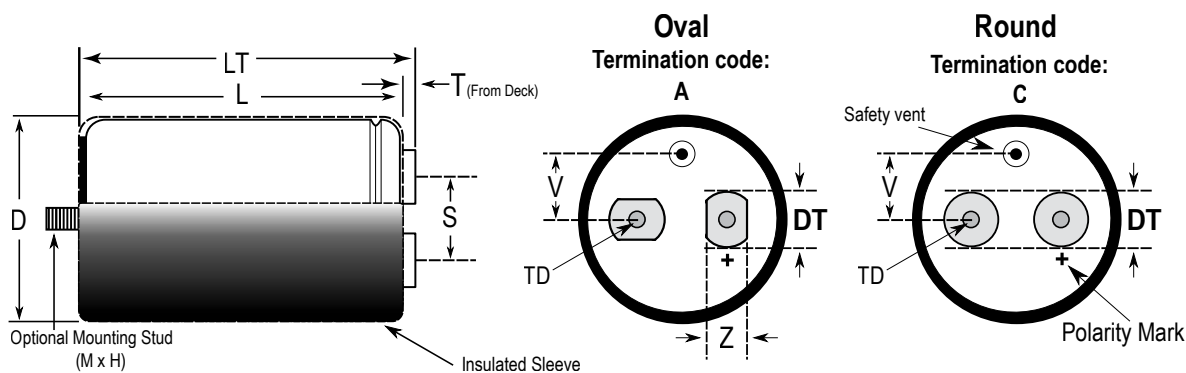 LT
L
T (From Deck)
D
S
Optional Mounting Stud
(M x H)
Insulated Sleeve
Oval
Termination code:
A
V
DT
TD
+
Z
Round
Termination code:
C
Safety vent
V
DT
TD
+
Polarity Mark